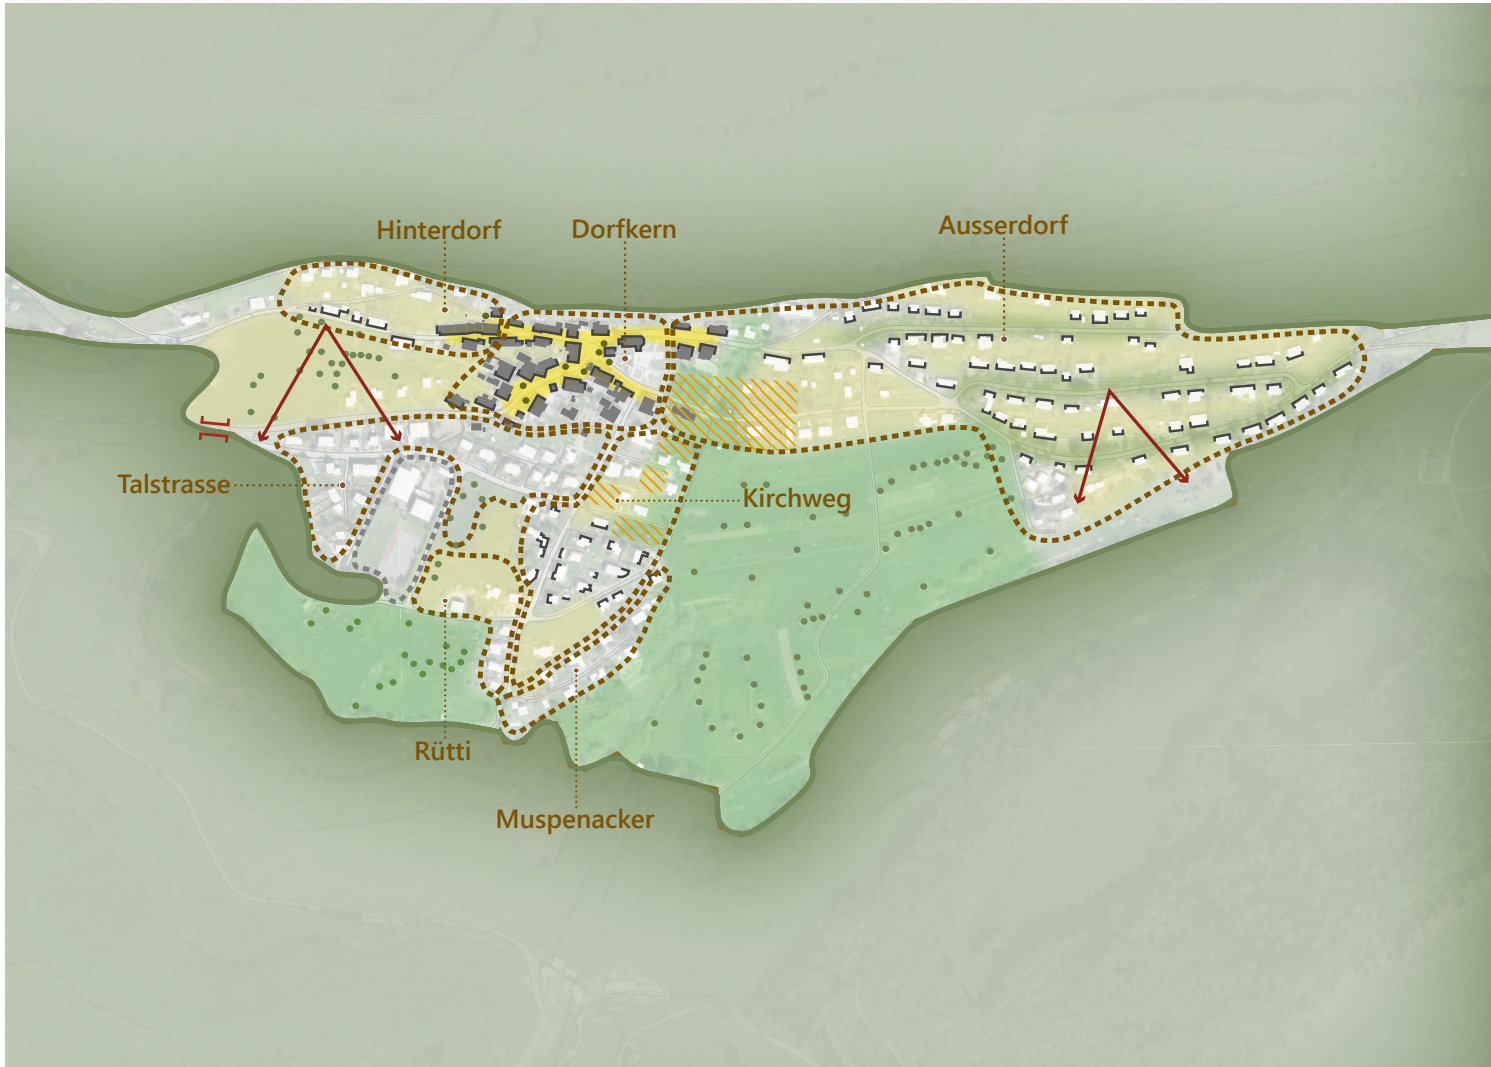 Hinterdorf
Dorfkern
Ausserdorf
Talstrasse
Kirchweg
Rütti
Muspenacker